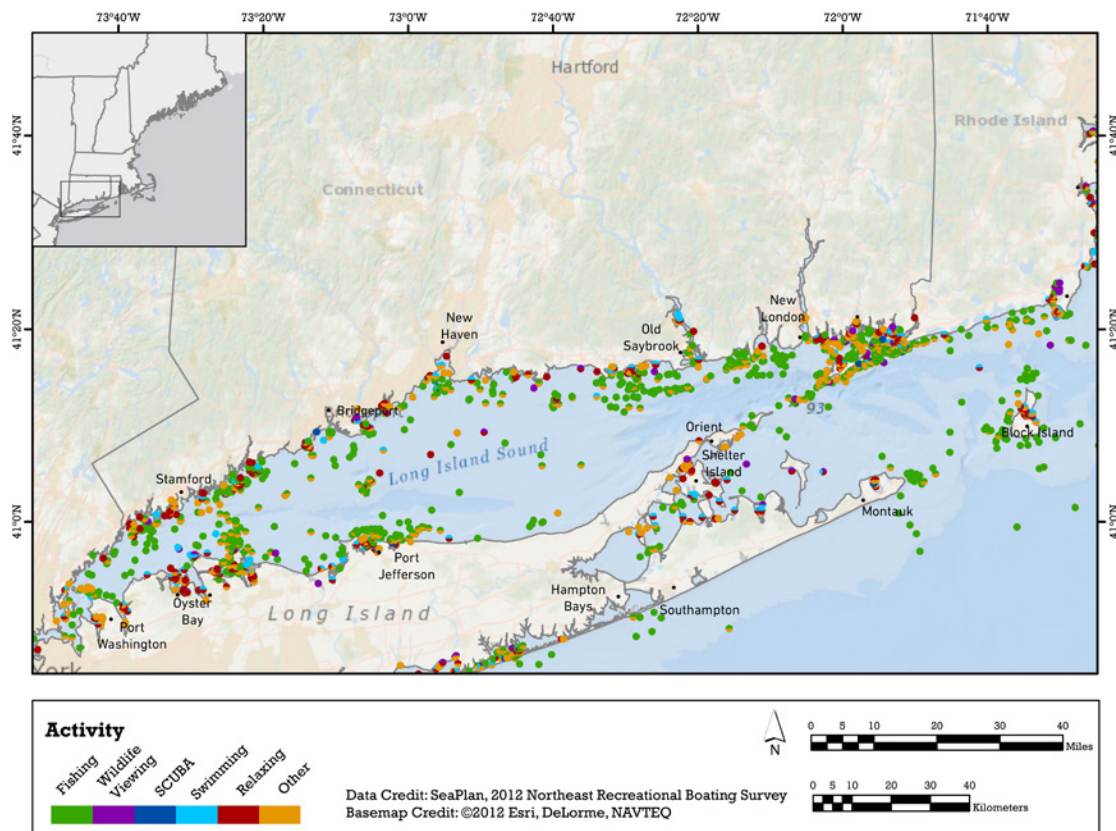 73°40'W
73°20'W
73°0'W
22°40'W
22°20'W
22°0'W
21°40'W
41°40'N
41°20'N
41°0'N
41°40'N
41°20'N
41°0'N
Hartford
Rhode Island
Connecticut
New
Haven
Old
Saybrook
New
London
Bridgeport
93
Long Island Sound
Orient
Shelter
Island
Block Island
Stamford
Montauk
Port
Jefferson
Oyster
Bay
Port
Washington
Long Island
Hampton
Bays
Southampton
York
Activity
Fishing
Wildlife
Viewing
SCUBA
Swimming
Relaxing
Other
N
0 5 10 20 30 40
Miles
0 5 10 20 30 40
Kilometers
Data Credit: SeaPlan, 2012 Northeast Recreational Boating Survey
Basemap Credit: ©2012 Esri, DeLorme, NAVTEQ